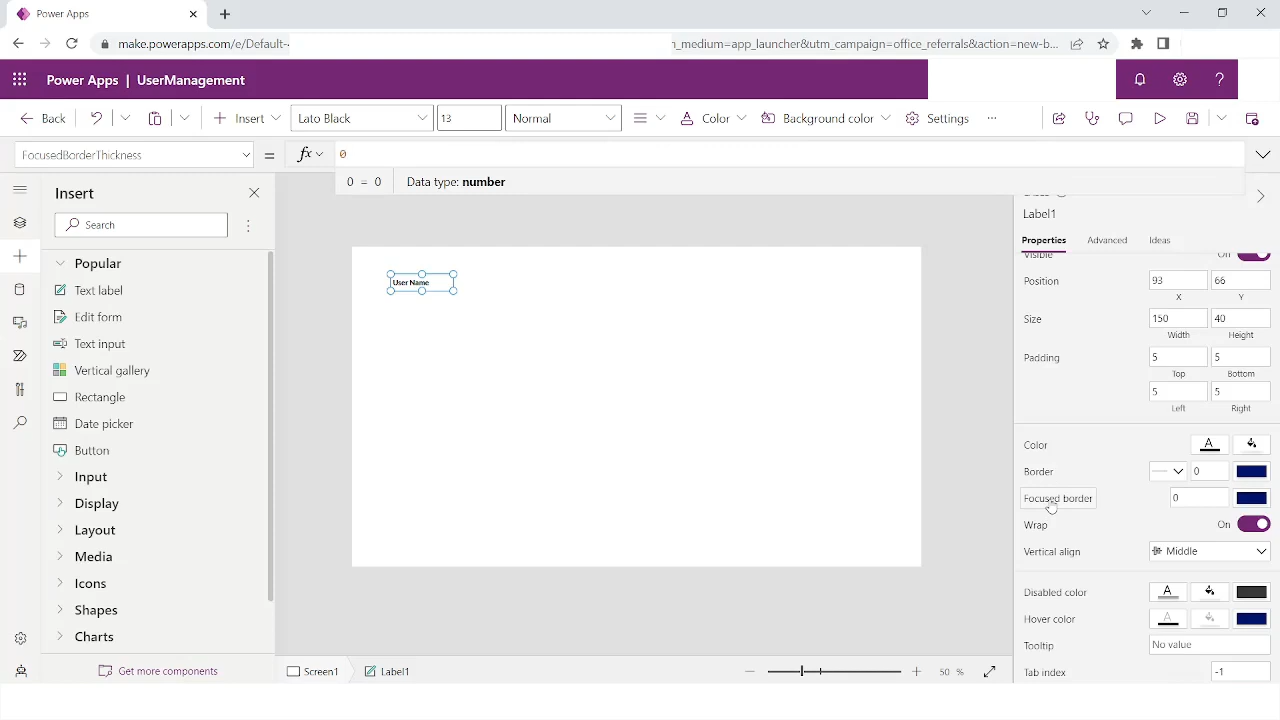 Power Apps
make.powerapps.com/e/Default-
n_medium=app_launcher&utm_campaign=office_referrals&action=new-b...
Power Apps | UserManagement
Back
Insert
Lato Black
13
Normal
Color
Background color
Settings
FocusedBorderThickness
=
fx
0
0 = 0
Data type: number
Insert
Search
Popular
Text label
Edit form
Text input
Vertical gallery
Rectangle
Date picker
Button
Input
Display
Layout
Media
Icons
Shapes
Charts
Get more components
User Name
Screen1
Label1
50 %
Label1
Properties
Advanced
Ideas
Visible
On
Position
93
66
X
Y
Size
150
40
Width
Height
Padding
5
5
Top
Bottom
5
5
Left
Right
Color
Border
0
Focused border
0
Wrap
On
Vertical align
Middle
Disabled color
Hover color
Tooltip
No value
Tab index
-1